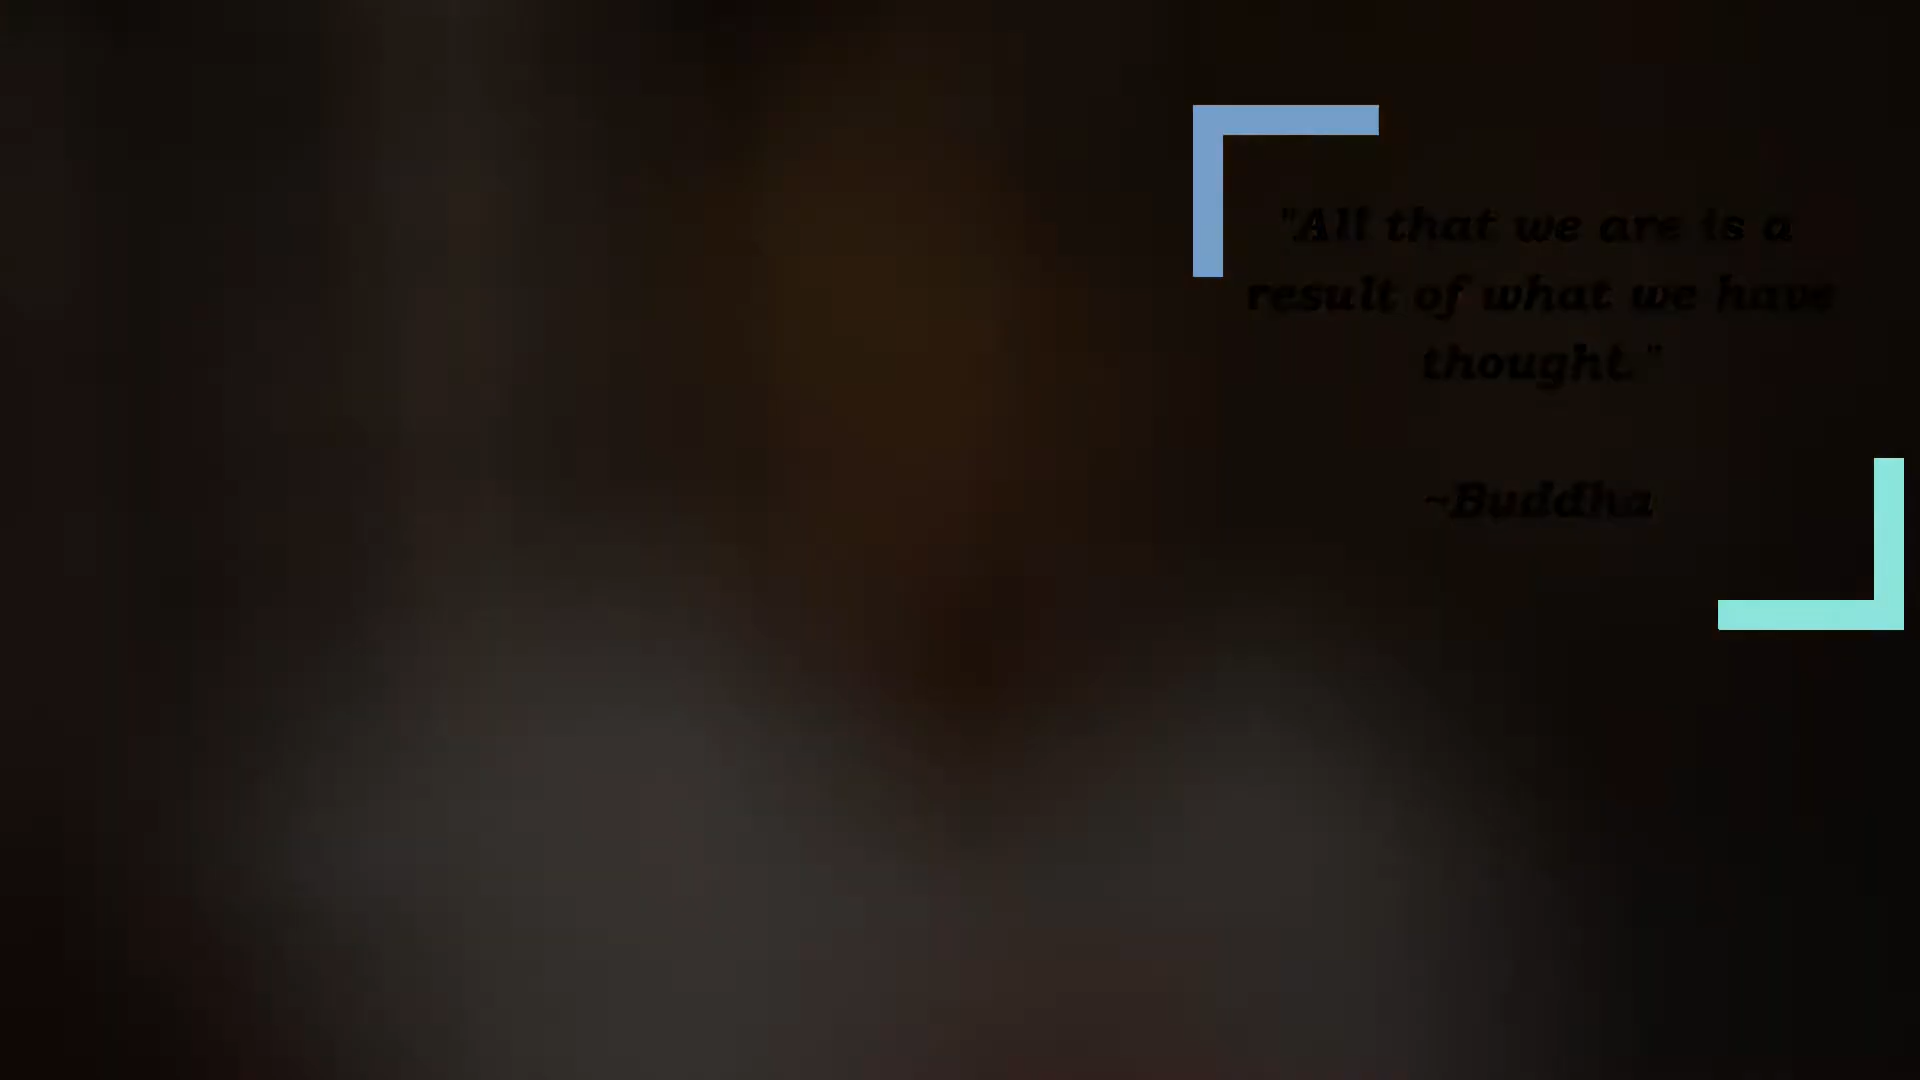 "All that we are is a
result of what we have
thought."
~Buddha